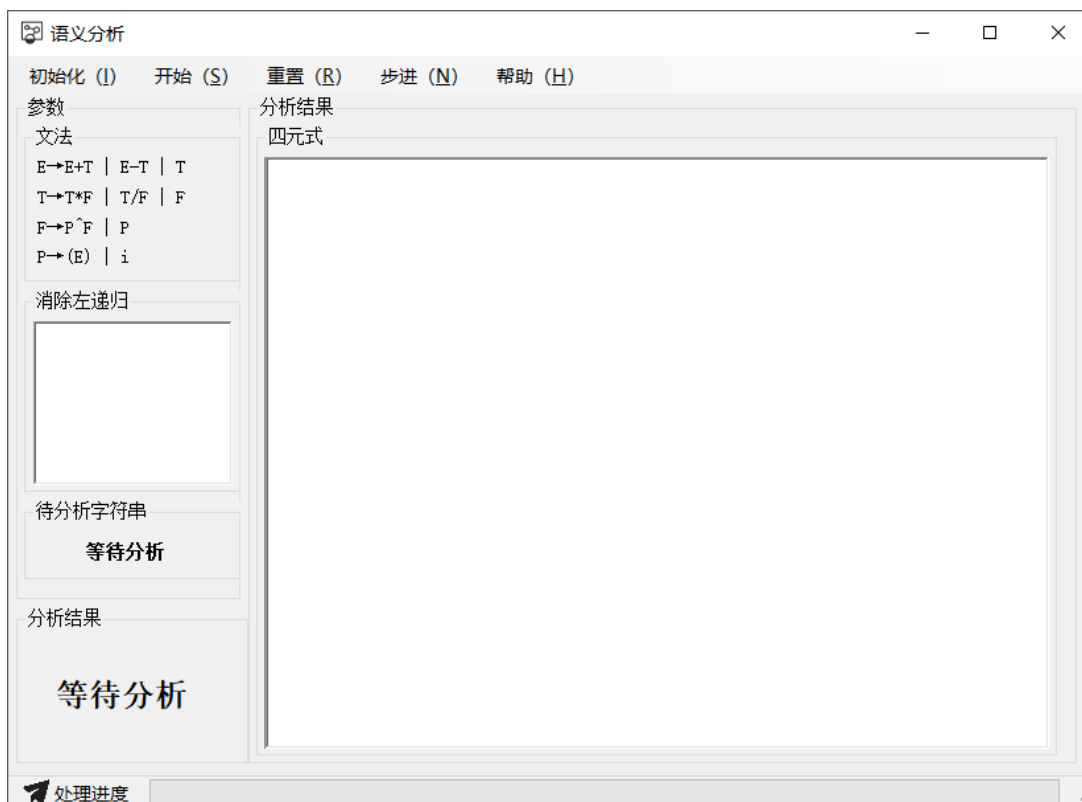 语义分析
初始化（I） 开始（S） 重置（R） 步进（N） 帮助（H）
参数
文法
E→E+T | E-T | T
T→T*F | T/F | F
F→P^F | P
P→(E) | i
消除左递归
待分析字符串
等待分析
分析结果
等待分析
分析结果
四元式
处理进度